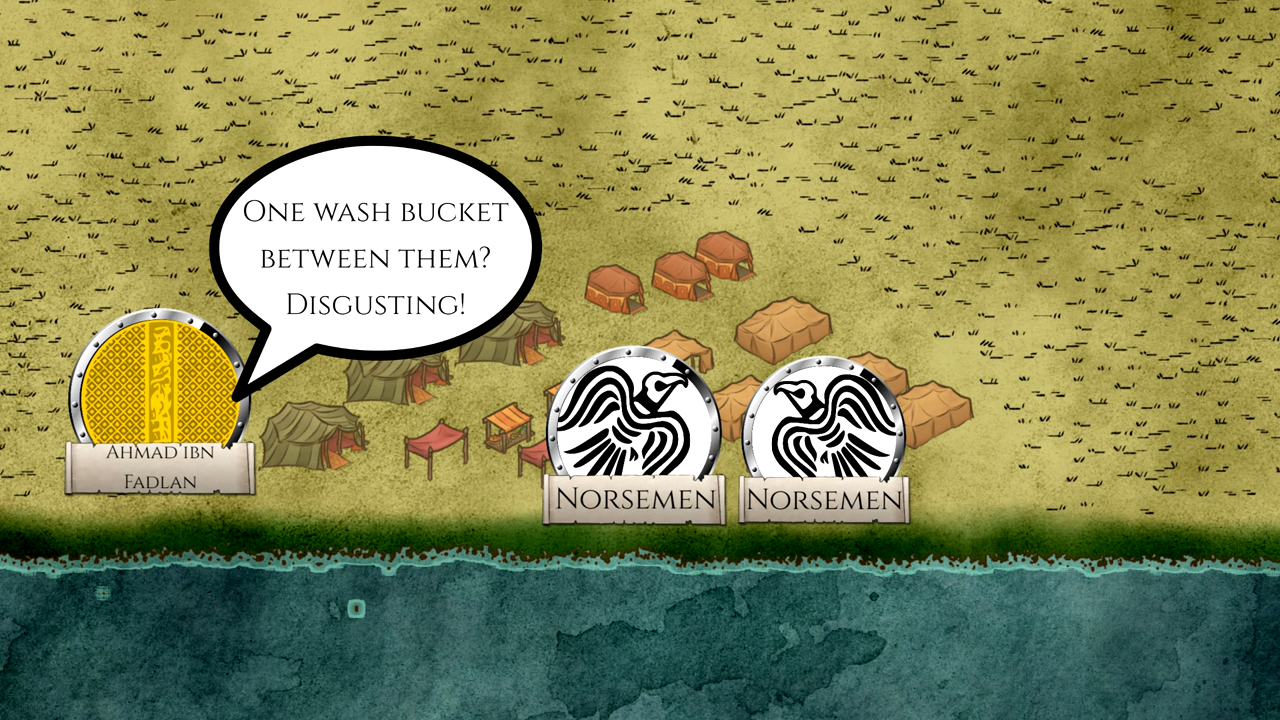 One wash bucket
between them?
Disgusting!
Ahmad ibn
Fadlan
Norsemen
Norsemen